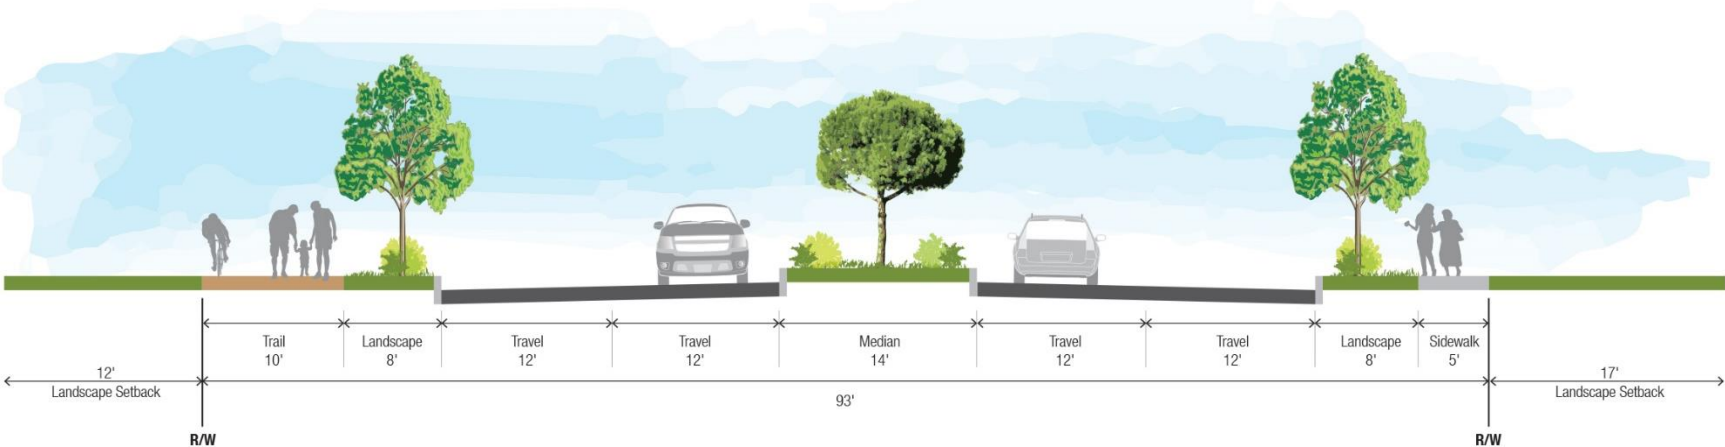 Trail
10'
Landscape
8'
Travel
12'
Travel
12'
Median
14'
Travel
12'
Travel
12'
Landscape
8'
Sidewalk
5'
12'
Landscape Setback
93'
17'
Landscape Setback
R/W
R/W